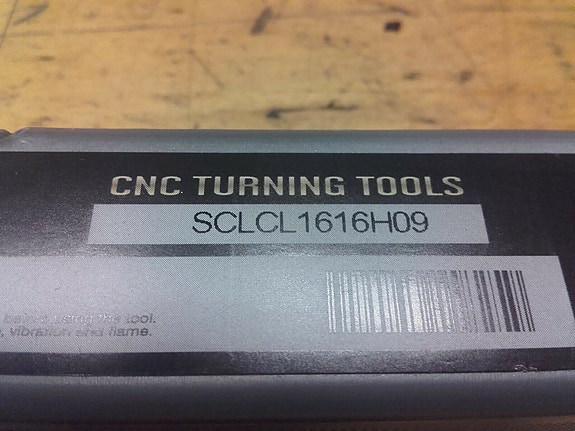 CNC TURNING TOOLS
SCLCL1616H09
before using the tool.
, vibration and flame.